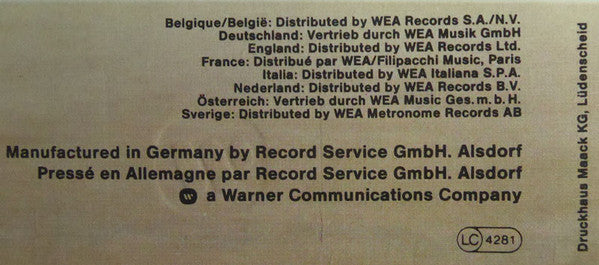 Belgique/België: Distributed by WEA Records S.A./N.V.
Deutschland: Vertrieb durch WEA Musik GmbH
England: Distributed by WEA Records Ltd.
France: Distribué par WEA/Filipacchi Music, Paris
Italia: Distributed by WEA Italiana S.P.A.
Nederland: Distributed by WEA Records B.V.
Österreich: Vertrieb durch WEA Music Ges.m.b.H.
Sverige: Distributed by WEA Metronome Records AB
Manufactured in Germany by Record Service GmbH. Alsdorf
Pressé en Allemagne par Record Service GmbH. Alsdorf
a Warner Communications Company
LC 4281
Druckhaus Maack KG, Lüdenscheid